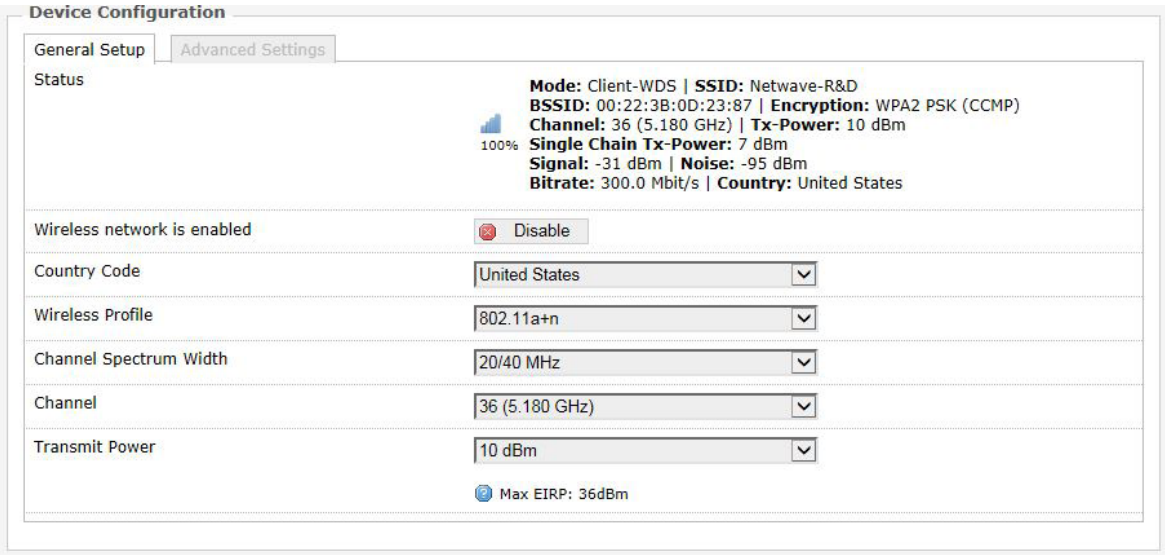 Device Configuration
General Setup
Advanced Settings
Status
Mode: Client-WDS | SSID: Netwave-R&D
BSSID: 00:22:3B:0D:23:87 | Encryption: WPA2 PSK (CCMP)
Channel: 36 (5.180 GHz) | Tx-Power: 10 dBm
100% Single Chain Tx-Power: 7 dBm
Signal: -31 dBm | Noise: -95 dBm
Bitrate: 300.0 Mbit/s | Country: United States
Wireless network is enabled
Disable
Country Code
United States
Wireless Profile
802.11a+n
Channel Spectrum Width
20/40 MHz
Channel
36 (5.180 GHz)
Transmit Power
10 dBm
Max EIRP: 36dBm